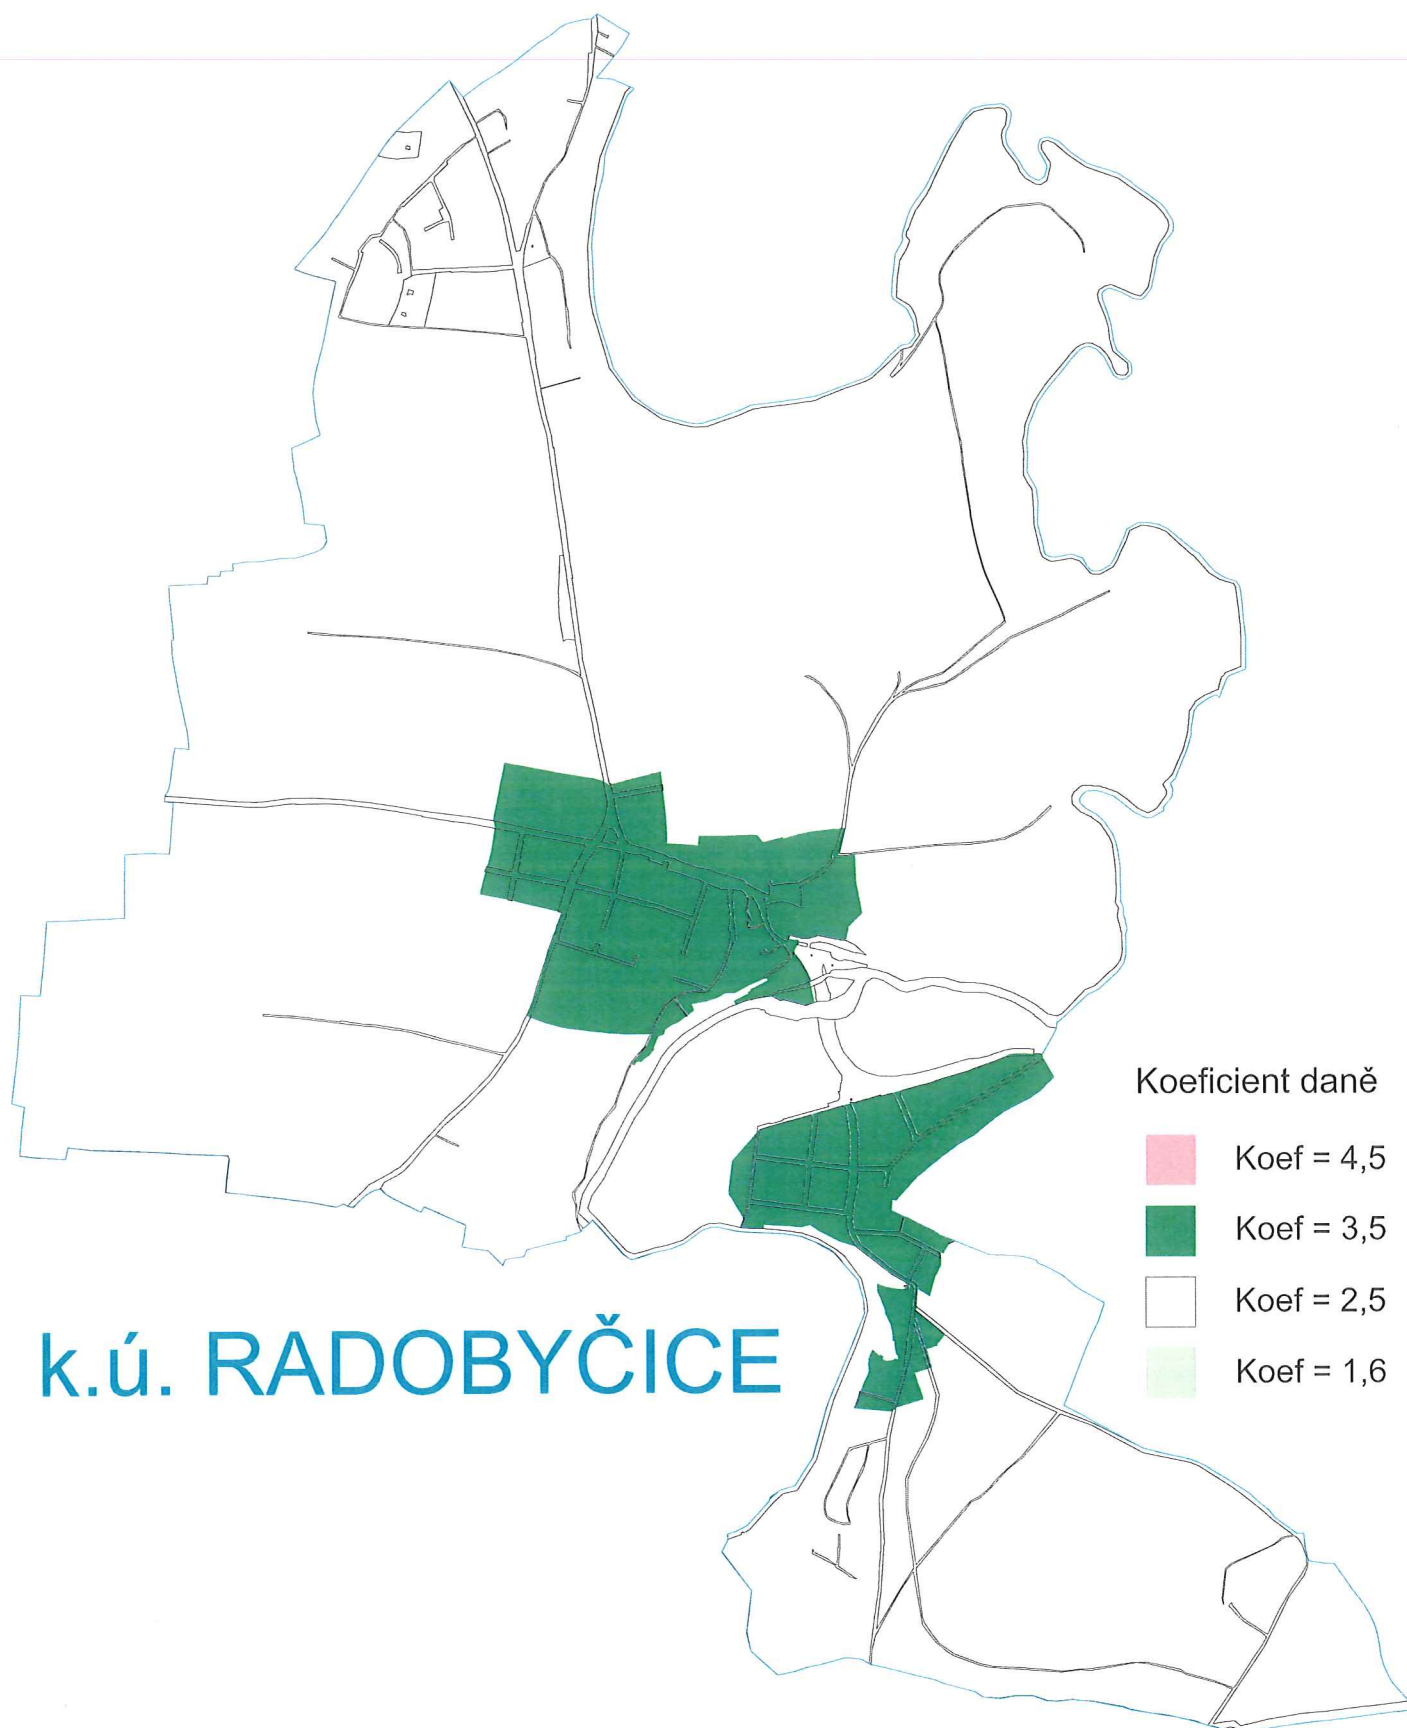 Koeficient daně
Koef = 4,5
Koef = 3,5
Koef = 2,5
Koef = 1,6
k.ú. RADOBYČICE